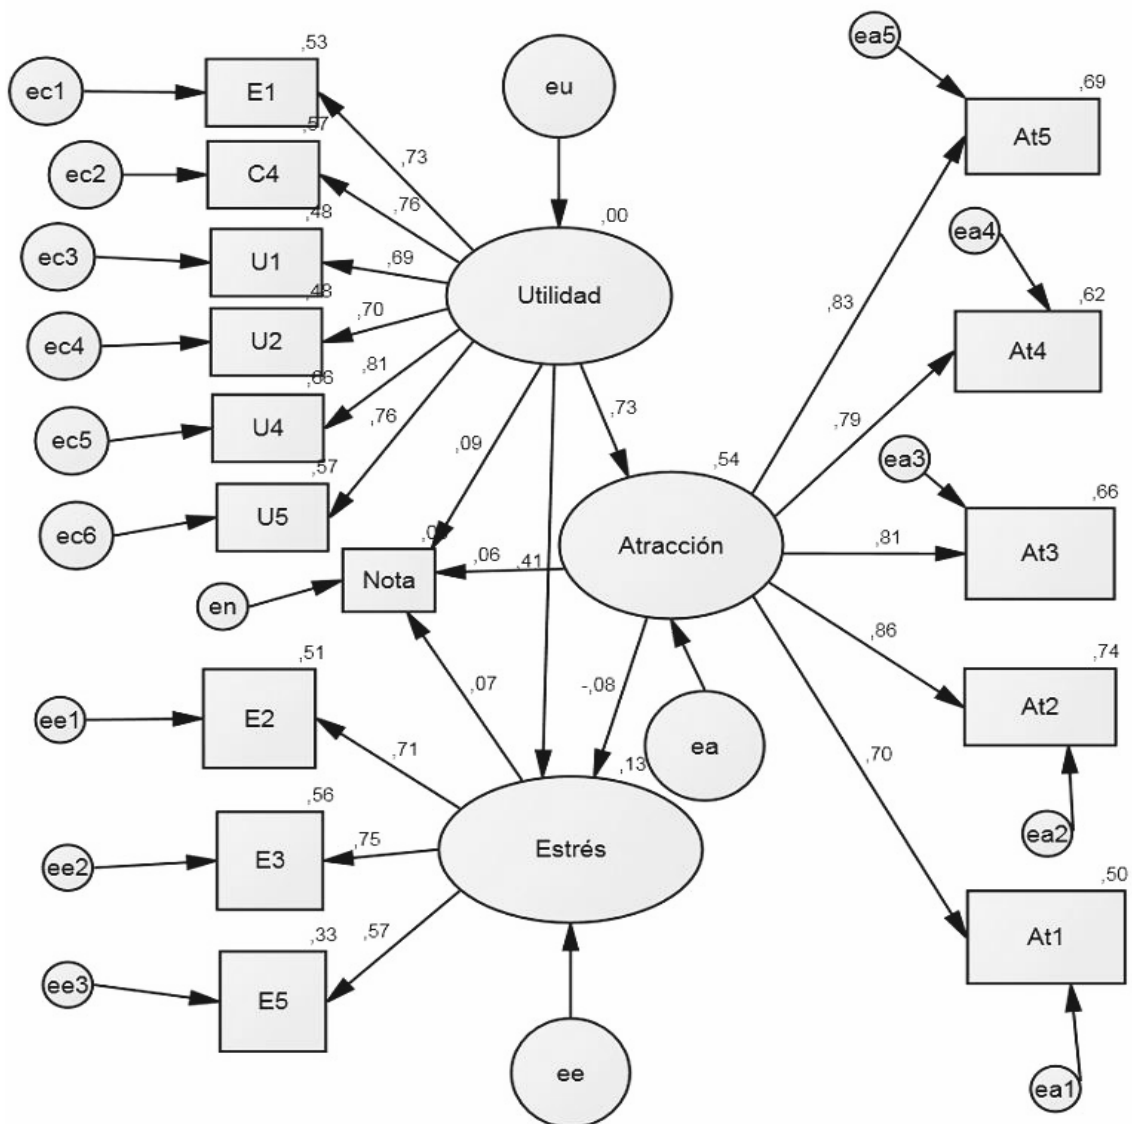 ,53
ec1
E1
eu
ea5
,69
At5
,57
,73
ec2
C4
,76
,48
,00
ea4
ec3
U1
,69
Utilidad
,62
,48
,70
,83
ec4
U2
At4
,66
,81
ec5
U4
,76
,73
,79
,09
,57
,54
ea3
,66
ec6
U5
Atracción
,81
At3
,06
,41
Nota
en
,86
,74
,51
ee1
E2
,07
-,08
ea
At2
,71
,70
,13
,56
ea2
ee2
E3
,75
Estrés
,50
,33
,57
At1
ee3
E5
ee
ea1